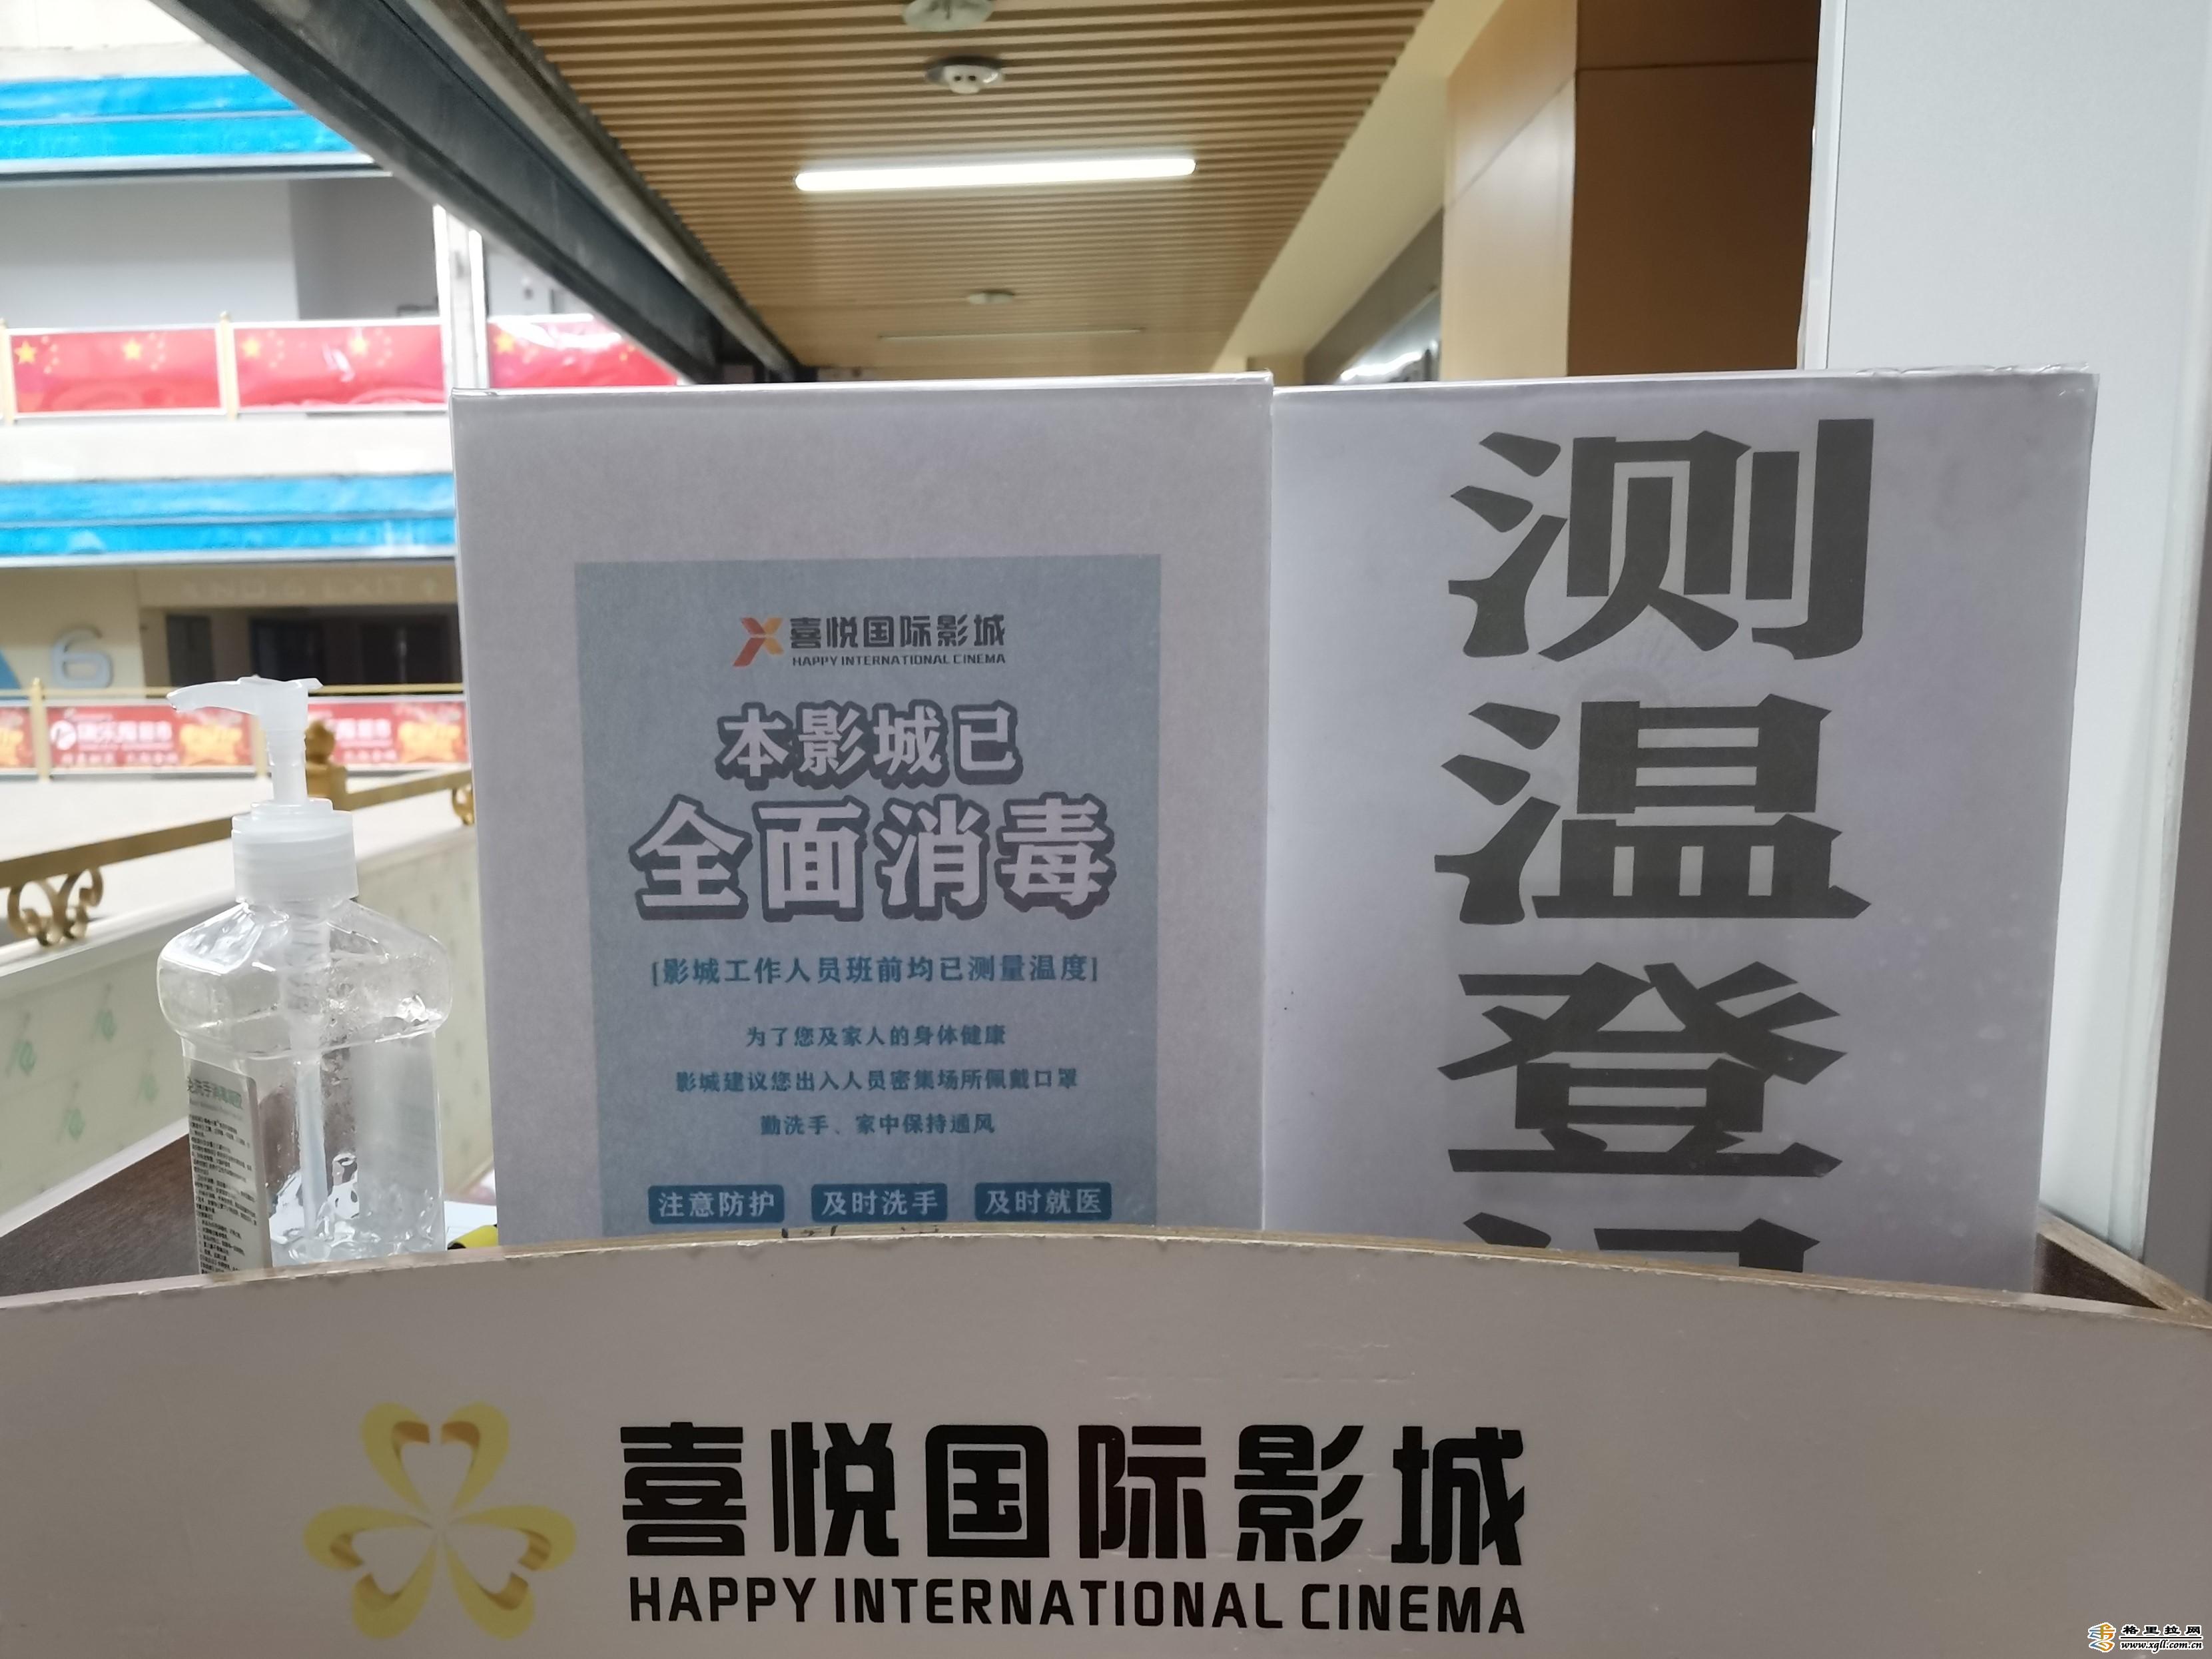 喜悦国际影城
HAPPY INTERNATIONAL CINEMA
本影城已
全面消毒
[影城工作人员班前均已测量温度]
为了您及家人的身体健康
影城建议您出入人员密集场所佩戴口罩
勤洗手、家中保持通风
注意防护 及时洗手 及时就医
测
温
登
6
喜悦国际影城
HAPPY INTERNATIONAL CINEMA
格里拉网
www.xgll.com.cn